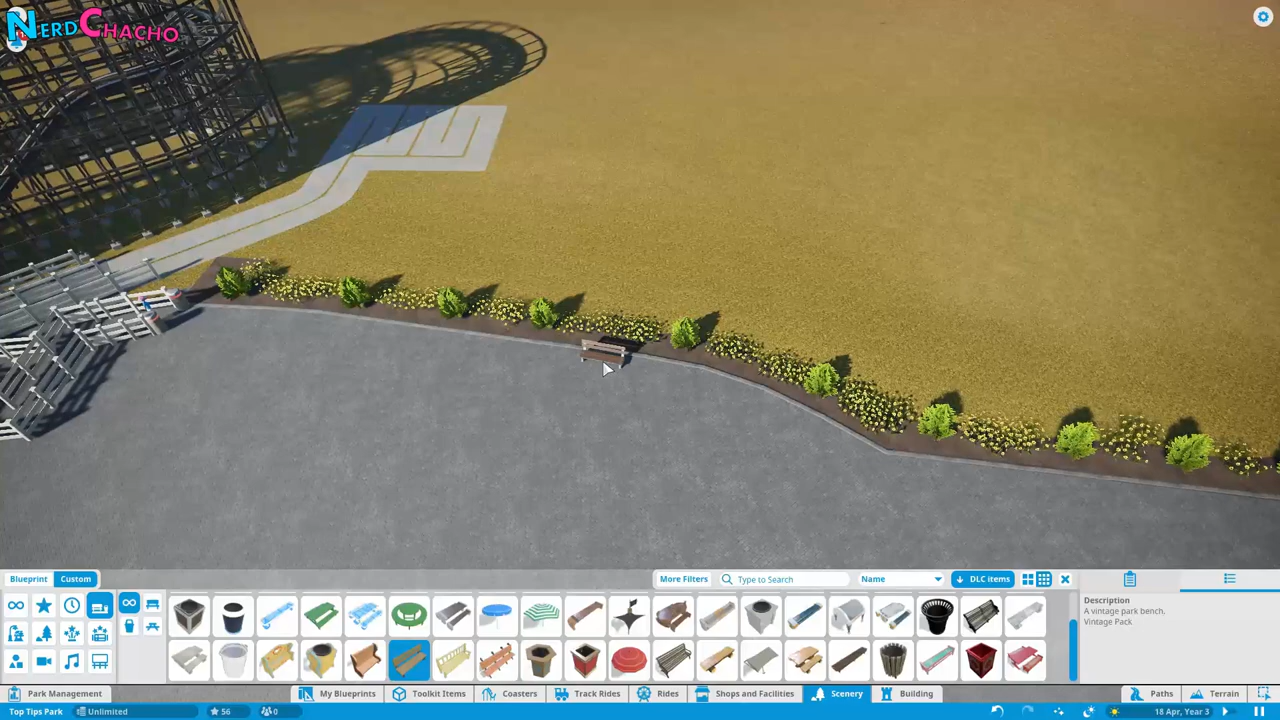 NERDCHACHO
Blueprint Custom
More Filters Type to Search Name DLC items
Description
A vintage park bench.
Vintage Pack
Park Management My Blueprints Toolkit Items Coasters Track Rides Rides Shops and Facilities Scenery Building Paths Terrain
Top Tips Park Unlimited 56 0 18 Apr, Year 3